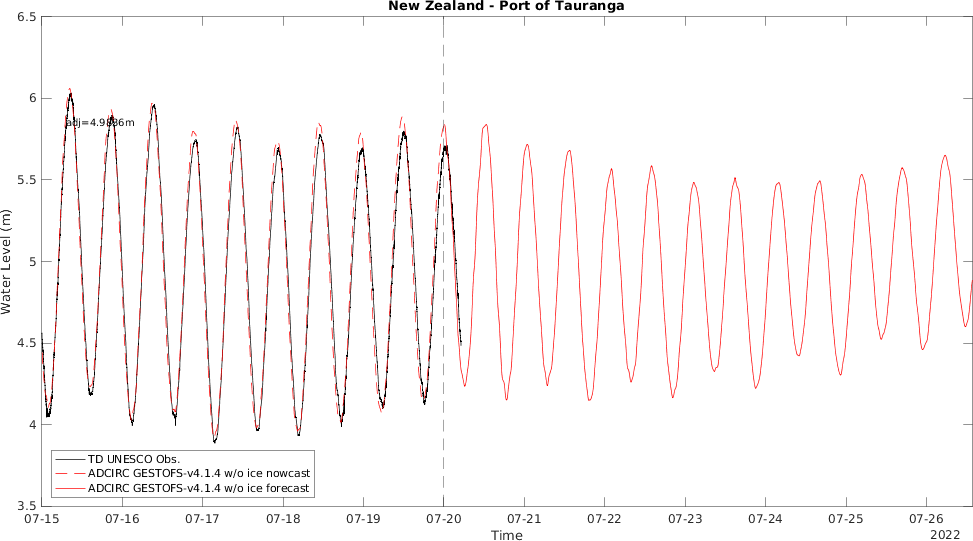 New Zealand - Port of Tauranga
6.5
6
5.5
5
4.5
4
3.5
Water Level (m)
TD UNESCO Obs.
ADCIRC GESTOFS-v4.1.4 w/o ice nowcast
ADCIRC GESTOFS-v4.1.4 w/o ice forecast
07-15 07-16 07-17 07-18 07-19 07-20 07-21 07-22 07-23 07-24 07-25 07-26
Time
2022